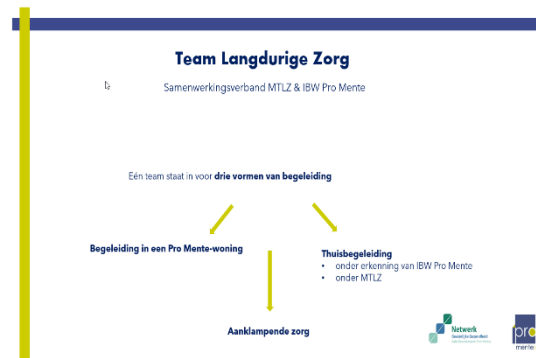 Team Langdurige Zorg
Samenwerkingsverband MTLZ & IBW Pro Mente
Eén team staat in voor drie vormen van begeleiding
Begeleiding in een Pro Mente-woning
Thuisbegeleiding
• onder erkenning van IBW Pro Mente
• onder MTLZ
Aanklampende zorg
Netwerk
pro
mente